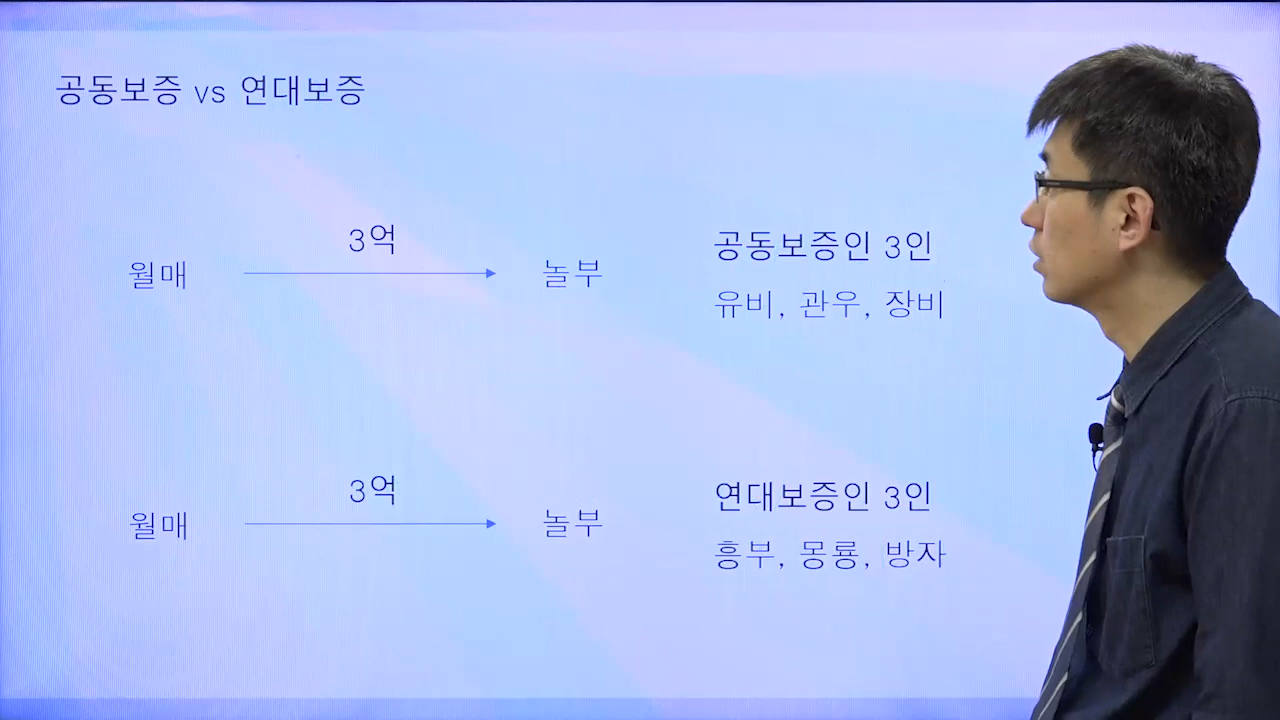 공동보증 vs 연대보증
3억
월매
놀부
공동보증인 3인
유비, 관우, 장비
3억
월매
놀부
연대보증인 3인
흥부, 몽룡, 방자